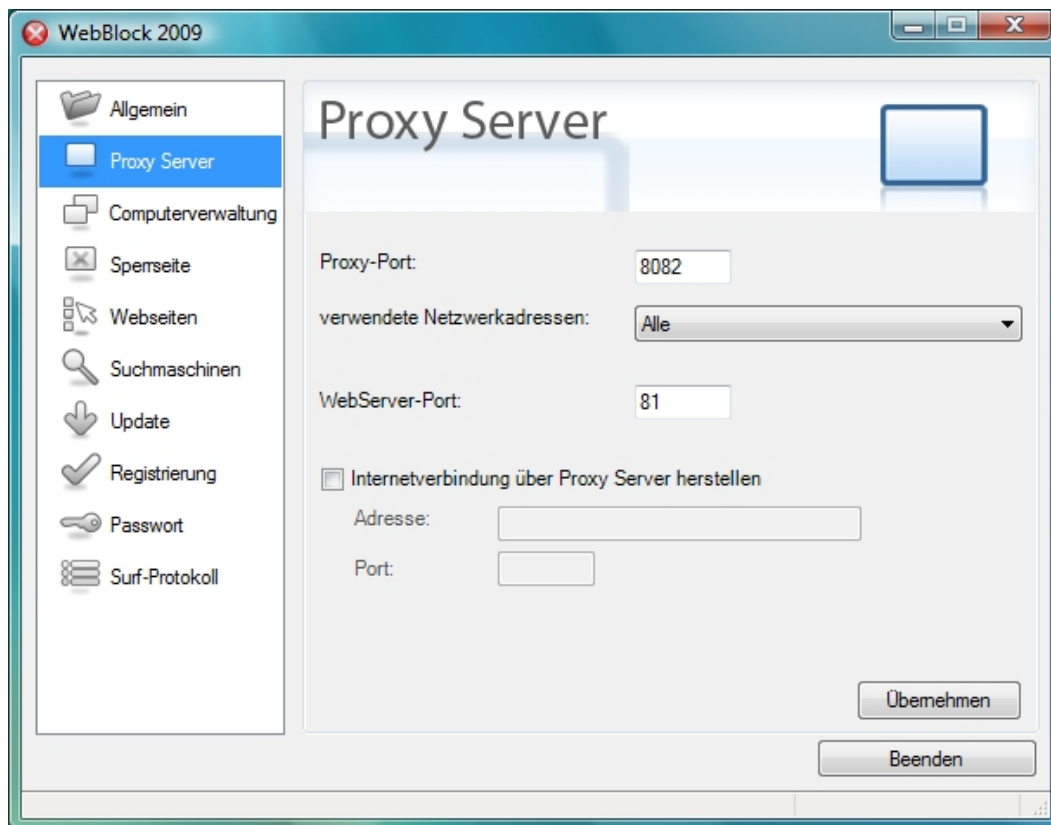 WebBlock 2009
Allgemein
Proxy Server
Computerverwaltung
Sperrseite
Webseiten
Suchmaschinen
Update
Registrierung
Passwort
Surf-Protokoll
Proxy Server
Proxy-Port:
8082
verwendete Netzwerkadressen:
Alle
WebServer-Port:
81
Internetverbindung über Proxy Server herstellen
Adresse:
Port:
Übernehmen
Beenden